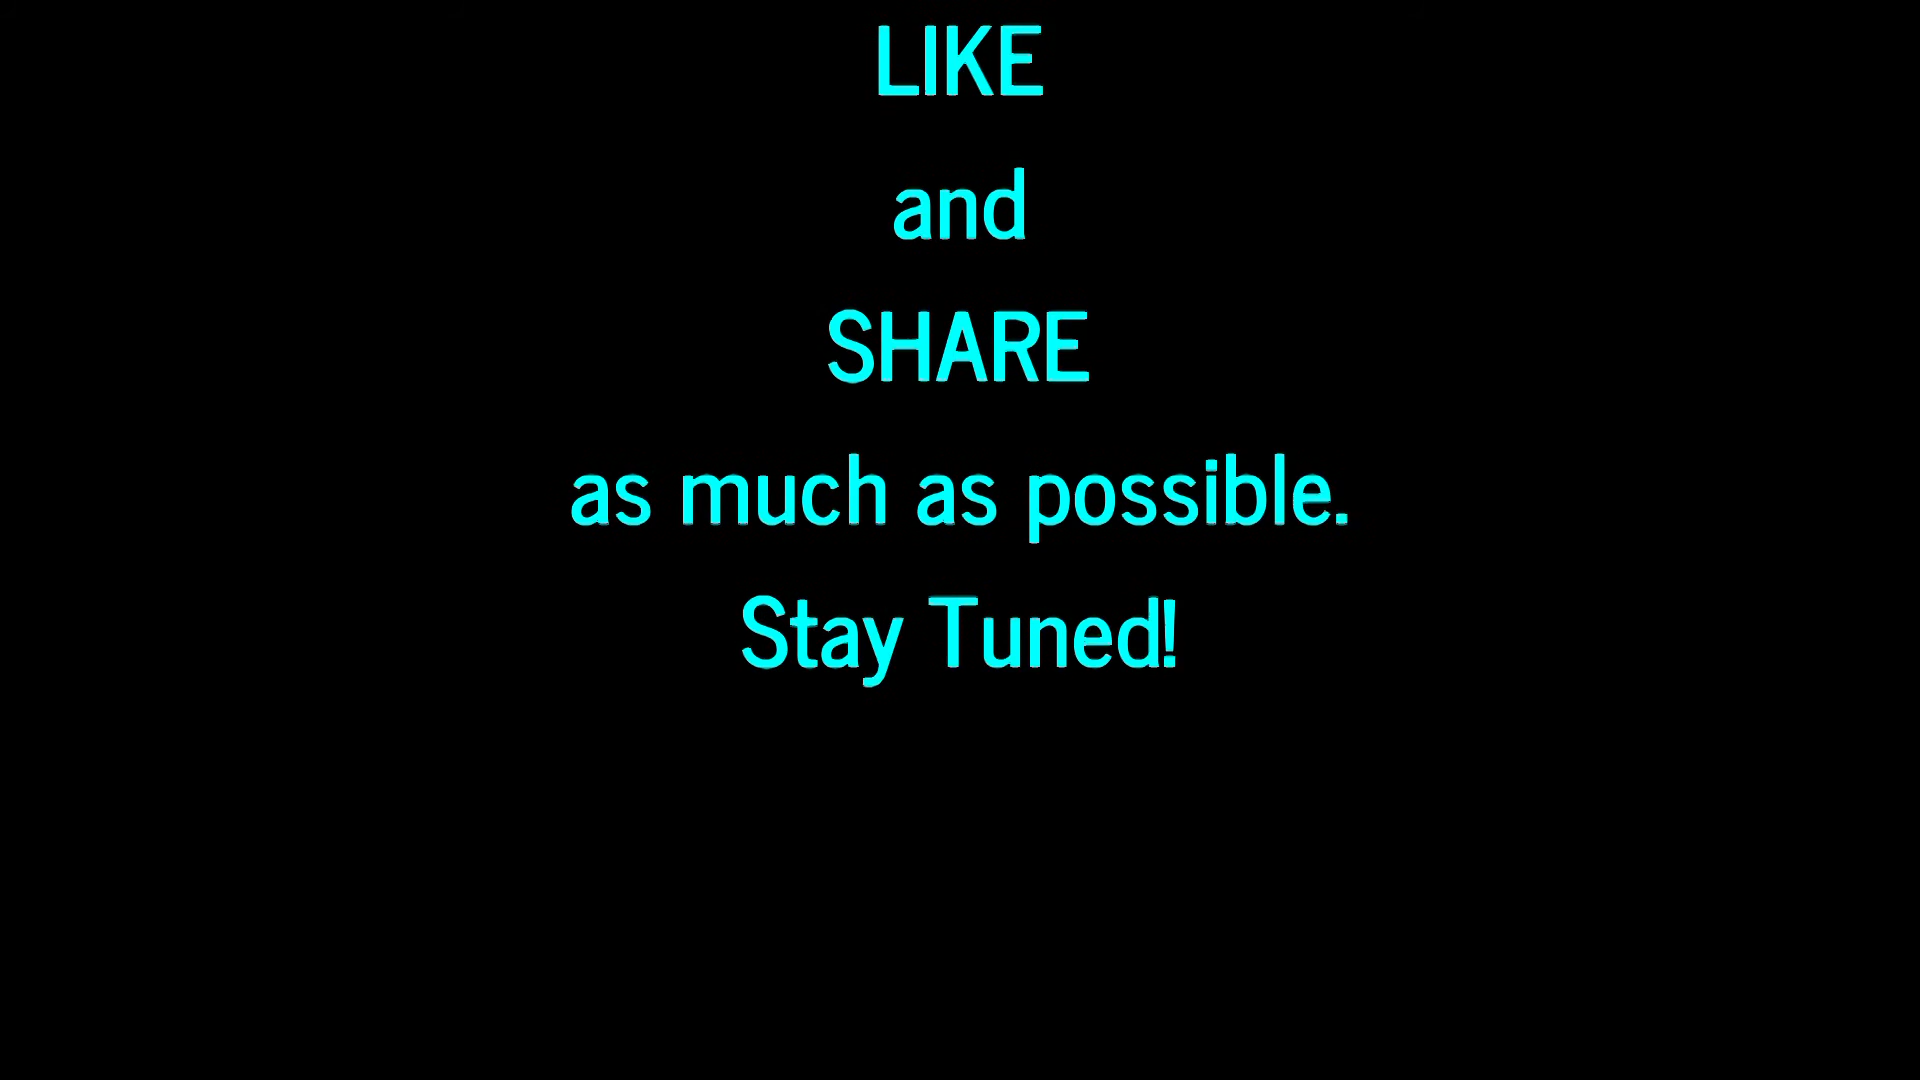 LIKE
and
SHARE
as much as possible.
Stay Tuned!